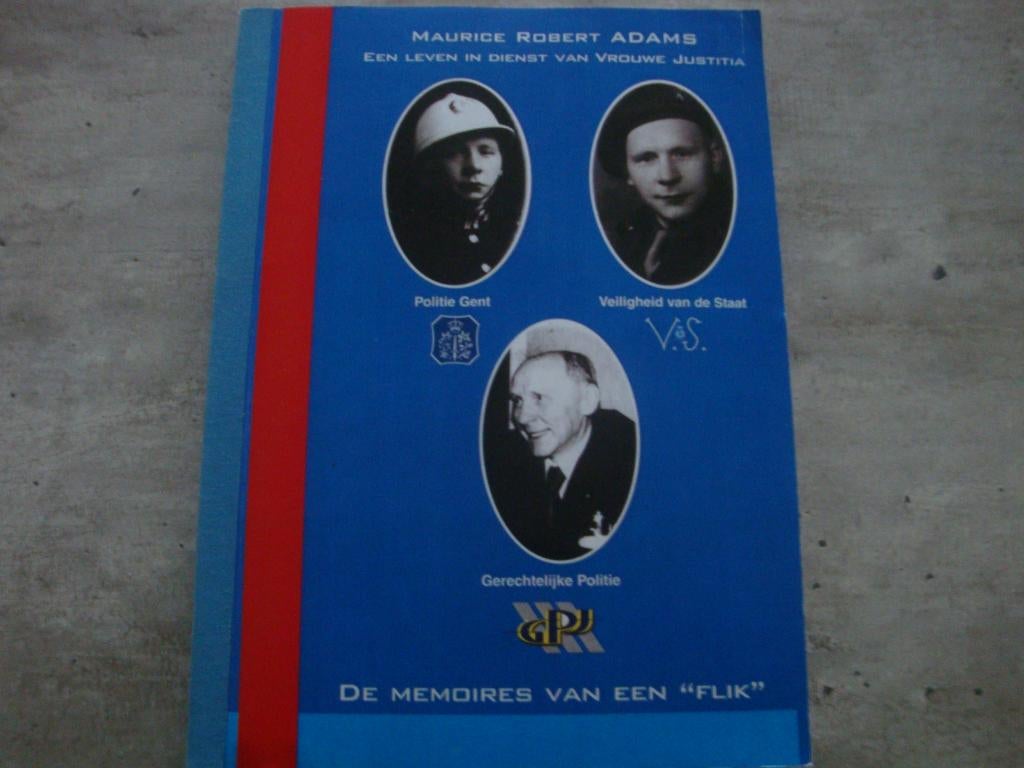 Maurice Robert ADAMS
Een leven in dienst van Vrouwe Justitia
Politie Gent
Veiligheid van de Staat
V.d.S.
Gerechtelijke Politie
GPJ
De memoires van een “flik”